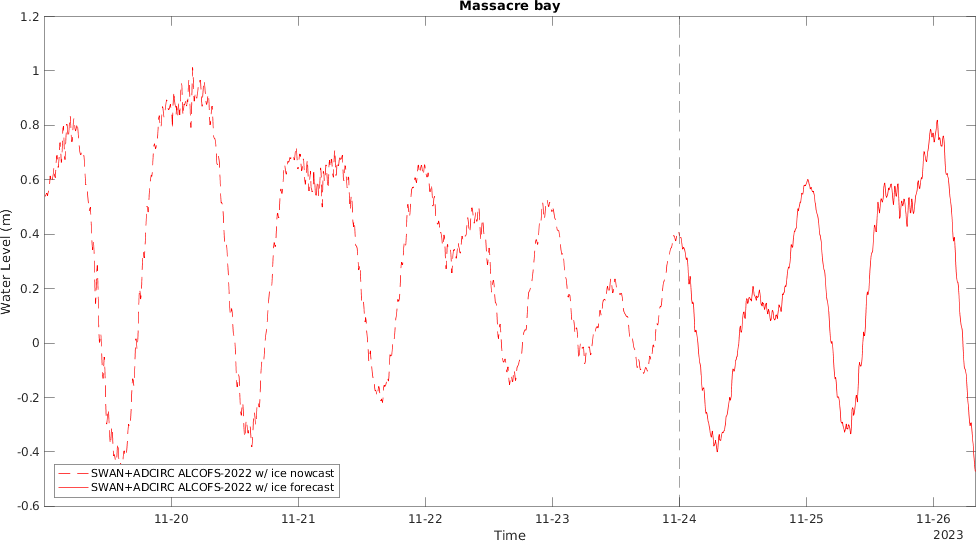 Massacre bay
1.2
1
0.8
0.6
0.4
0.2
0
-0.2
-0.4
-0.6
Water Level (m)
SWAN+ADCIRC ALCOFS-2022 w/ ice nowcast
SWAN+ADCIRC ALCOFS-2022 w/ ice forecast
11-20 11-21 11-22 11-23 11-24 11-25 11-26
Time
2023